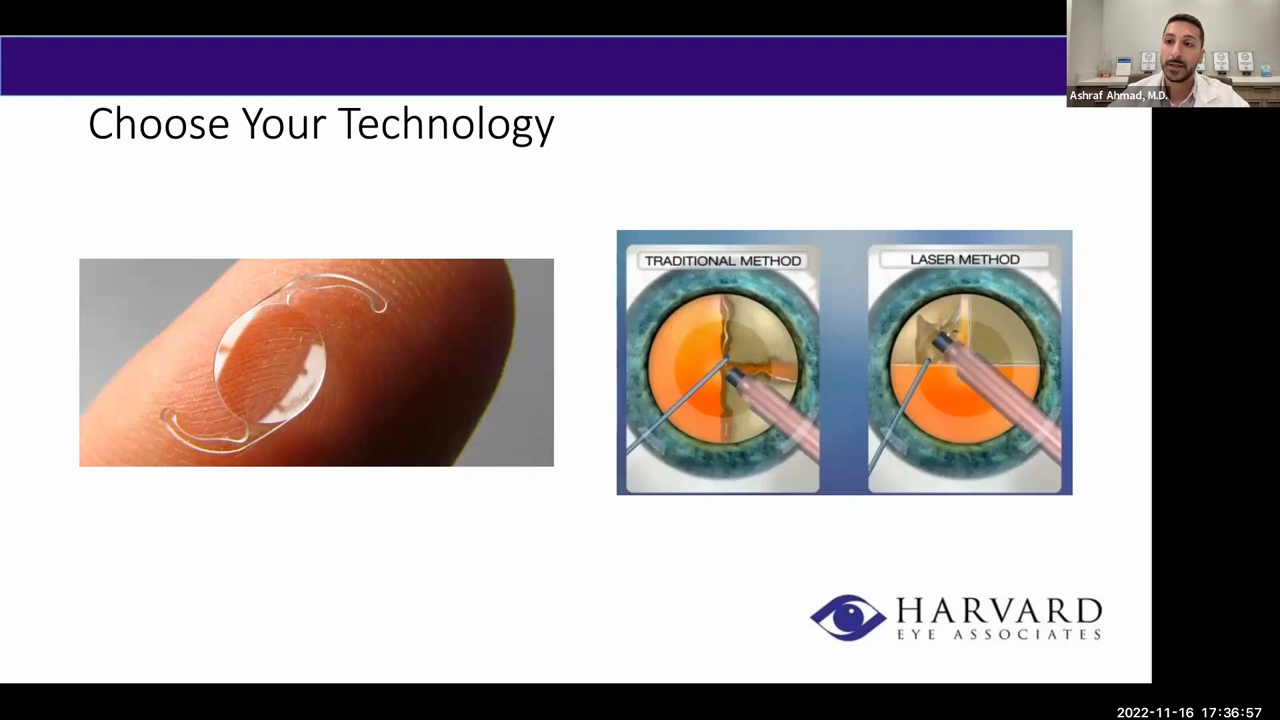 Ashraf Ahmad, M.D.
Choose Your Technology
TRADITIONAL METHOD
LASER METHOD
HARVARD
EYE ASSOCIATES
2022-11-16 17:36:57